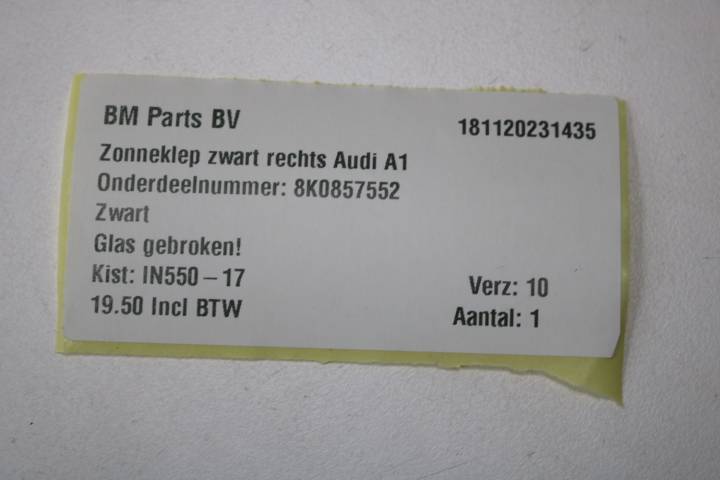 BM Parts BV
181120231435
Zonneklep zwart rechts Audi A1
Onderdeelnummer: 8K0857552
Zwart
Glas gebroken!
Kist: IN550 – 17
Verz: 10
19.50 Incl BTW
Aantal: 1